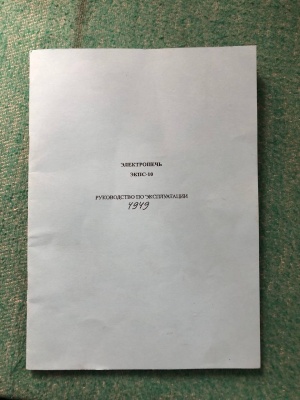 ЭЛЕКТРОПЕЧЬ
ЭКПС-10
РУКОВОДСТВО ПО ЭКСПЛУАТАЦИИ
4949